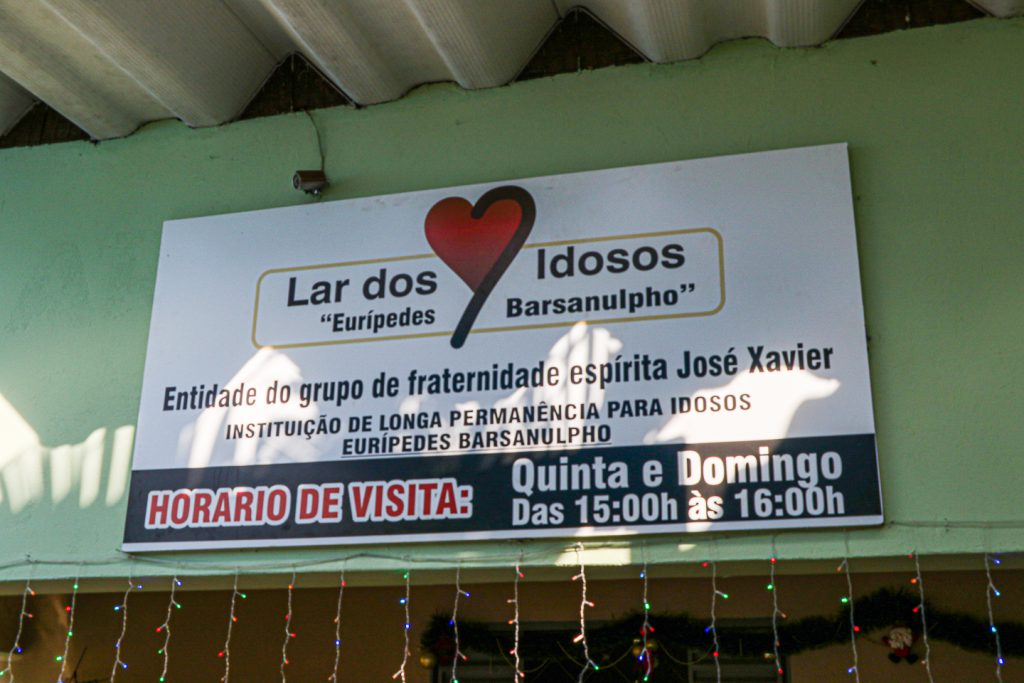 Lar dos Idosos
“Eurípedes Barsanulpho”
Entidade do grupo de fraternidade espírita José Xavier
INSTITUIÇÃO DE LONGA PERMANÊNCIA PARA IDOSOS
EURÍPEDES BARSANULPHO
HORARIO DE VISITA:
Quinta e Domingo
Das 15:00h às 16:00h